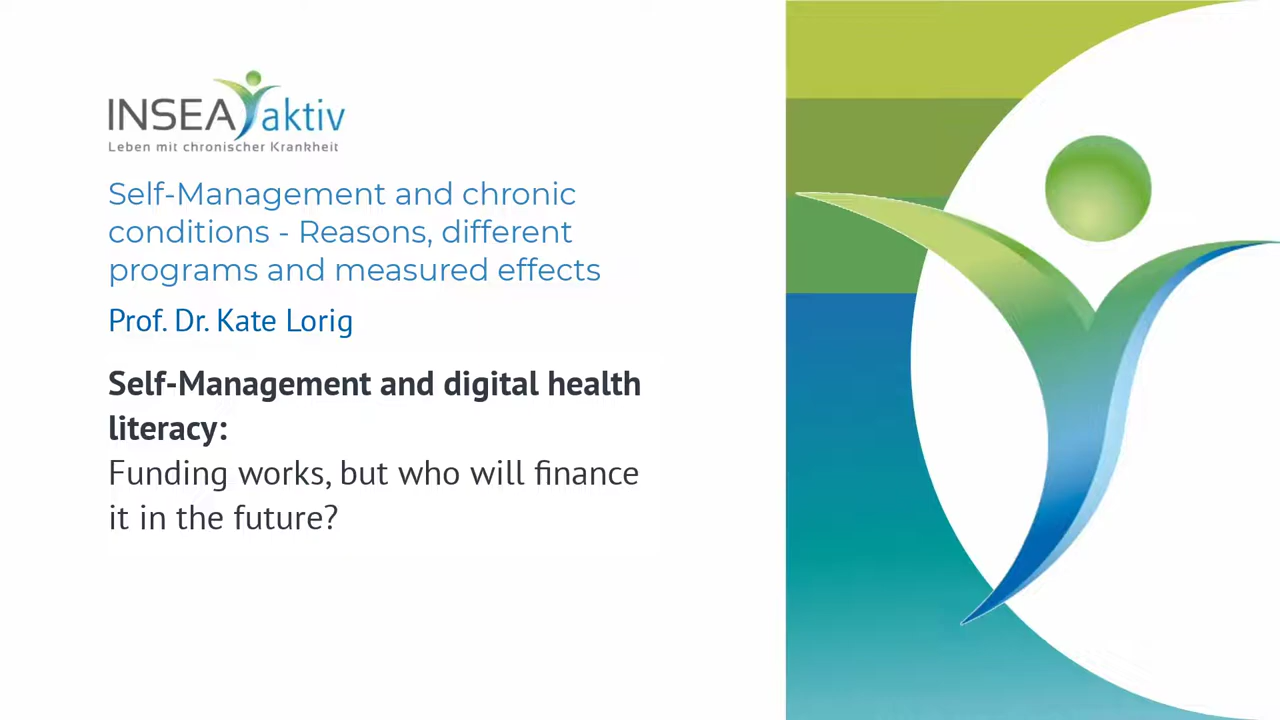 INSEA aktiv
Leben mit chronischer Krankheit
Self-Management and chronic
conditions - Reasons, different
programs and measured effects
Prof. Dr. Kate Lorig
Self-Management and digital health
literacy:
Funding works, but who will finance
it in the future?